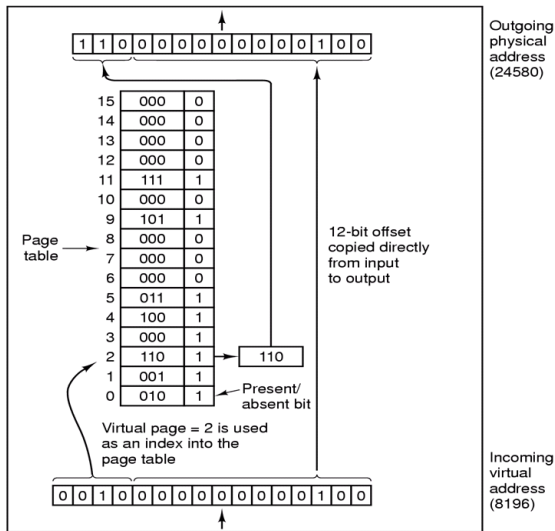 1 1 0 0 0 0 0 0 0 0 0 0 1 0 0
Outgoing
physical
address
(24580)
15 000 0
14 000 0
13 000 0
12 000 0
11 111 1
10 000 0
9 101 1
8 000 0
7 000 0
6 000 0
5 011 1
4 100 1
3 000 1
2 110 1 110
1 001 1
0 010 1
Page
table
12-bit offset
copied directly
from input
to output
Present/
absent bit
Virtual page = 2 is used
as an index into the
page table
0 0 1 0 0 0 0 0 0 0 0 0 0 1 0 0
Incoming
virtual
address
(8196)